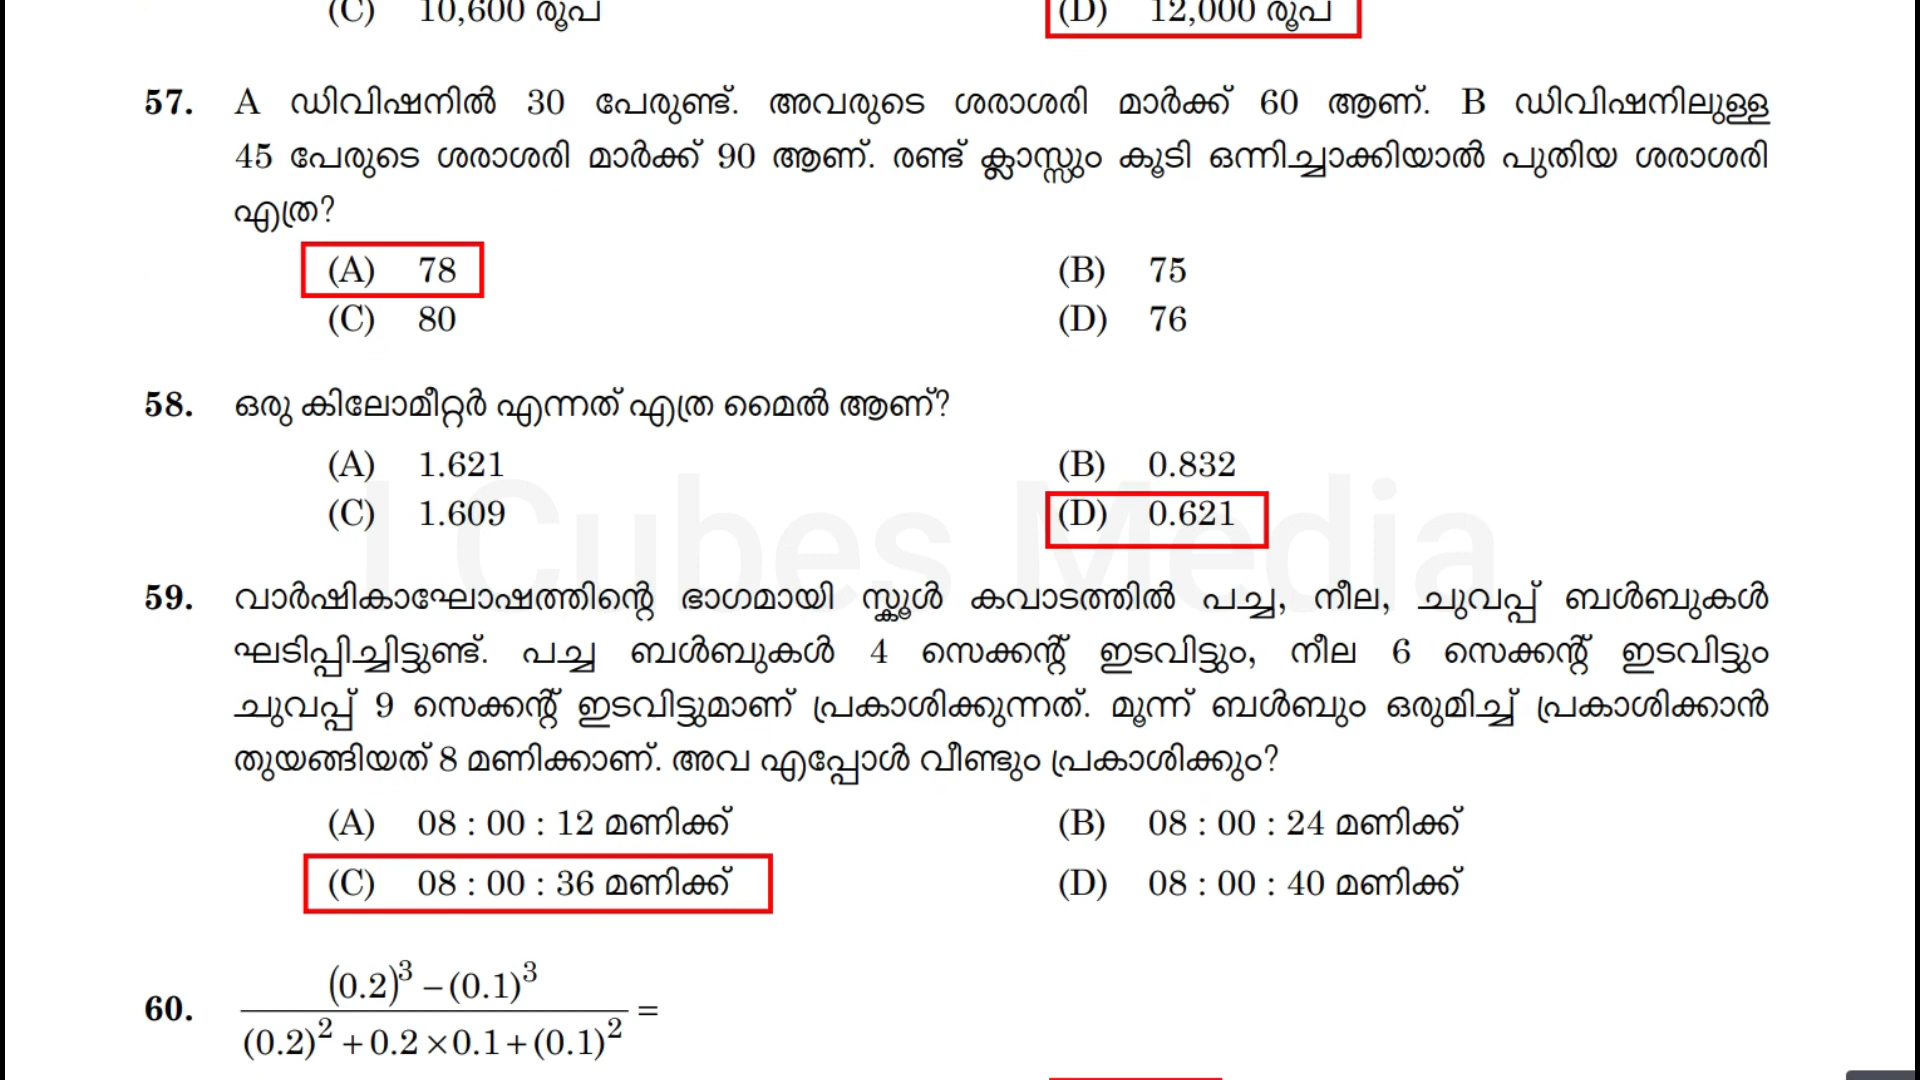 (C) 10,600 രൂപ (D) 12,000 രൂപ
57. A ഡിവിഷനിൽ 30 പേരുണ്ട്. അവരുടെ ശരാശരി മാർക്ക് 60 ആണ്. B ഡിവിഷനിലുള്ള
45 പേരുടെ ശരാശരി മാർക്ക് 90 ആണ്. രണ്ട് ക്ലാസ്സും കൂടി ഒന്നിച്ചാക്കിയാൽ പുതിയ ശരാശരി
എത്ര?
(A) 78 (B) 75
(C) 80 (D) 76
58. ഒരു കിലോമീറ്റർ എന്നത് എത്ര മൈൽ ആണ്?
(A) 1.621 (B) 0.832
(C) 1.609 (D) 0.621
I Cubes Media
59. വാർഷികാഘോഷത്തിന്റെ ഭാഗമായി സ്കൂൾ കവാടത്തിൽ പച്ച, നീല, ചുവപ്പ് ബൾബുകൾ
ഘടിപ്പിച്ചിട്ടുണ്ട്. പച്ച ബൾബുകൾ 4 സെക്കന്റ് ഇടവിട്ടും, നീല 6 സെക്കന്റ് ഇടവിട്ടും
ചുവപ്പ് 9 സെക്കന്റ് ഇടവിട്ടുമാണ് പ്രകാശിക്കുന്നത്. മൂന്ന് ബൾബും ഒരുമിച്ച് പ്രകാശിക്കാൻ
തുയങ്ങിയത് 8 മണിക്കാണ്. അവ എപ്പോൾ വീണ്ടും പ്രകാശിക്കും?
(A) 08 : 00 : 12 മണിക്ക് (B) 08 : 00 : 24 മണിക്ക്
(C) 08 : 00 : 36 മണിക്ക് (D) 08 : 00 : 40 മണിക്ക്
(0.2)³ – (0.1)³
60. =
(0.2)² + 0.2 × 0.1 + (0.1)²